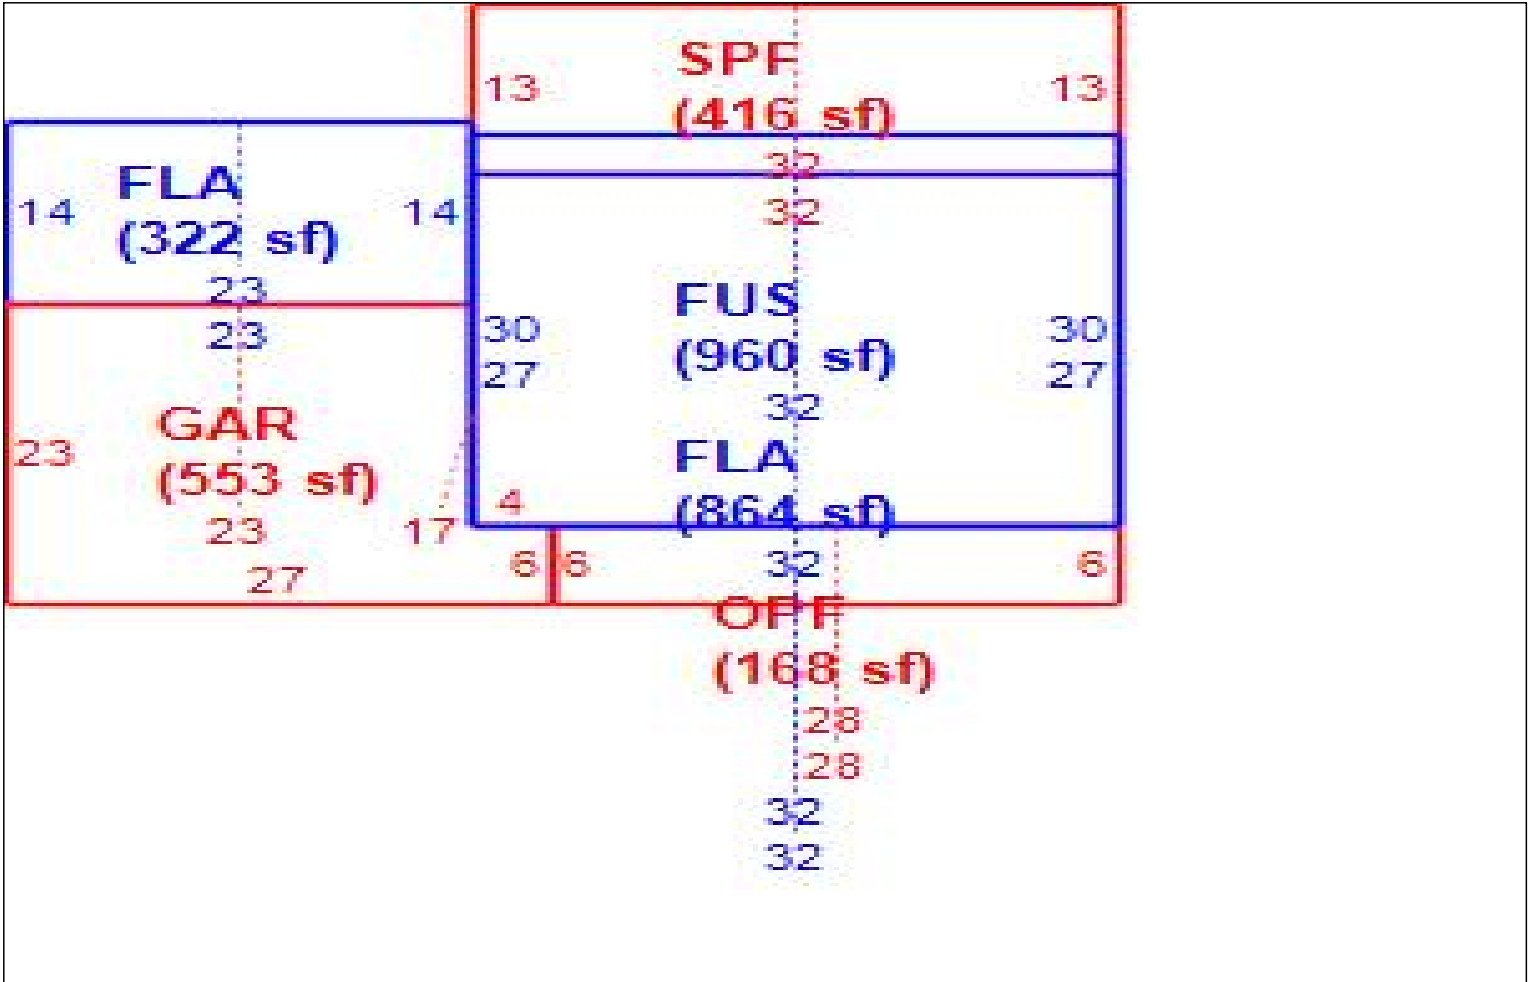 SPF
13 13
(416 sf)
32
FLA
14 14
32
(322 sf)
23
FUS
23
30 30
(960 sf)
27 27
32
GAR
23
FLA
(553 sf)
4
(864 sf)
23 17
6 6 32 6
27
OPF
(168 sf)
28
28
32
32